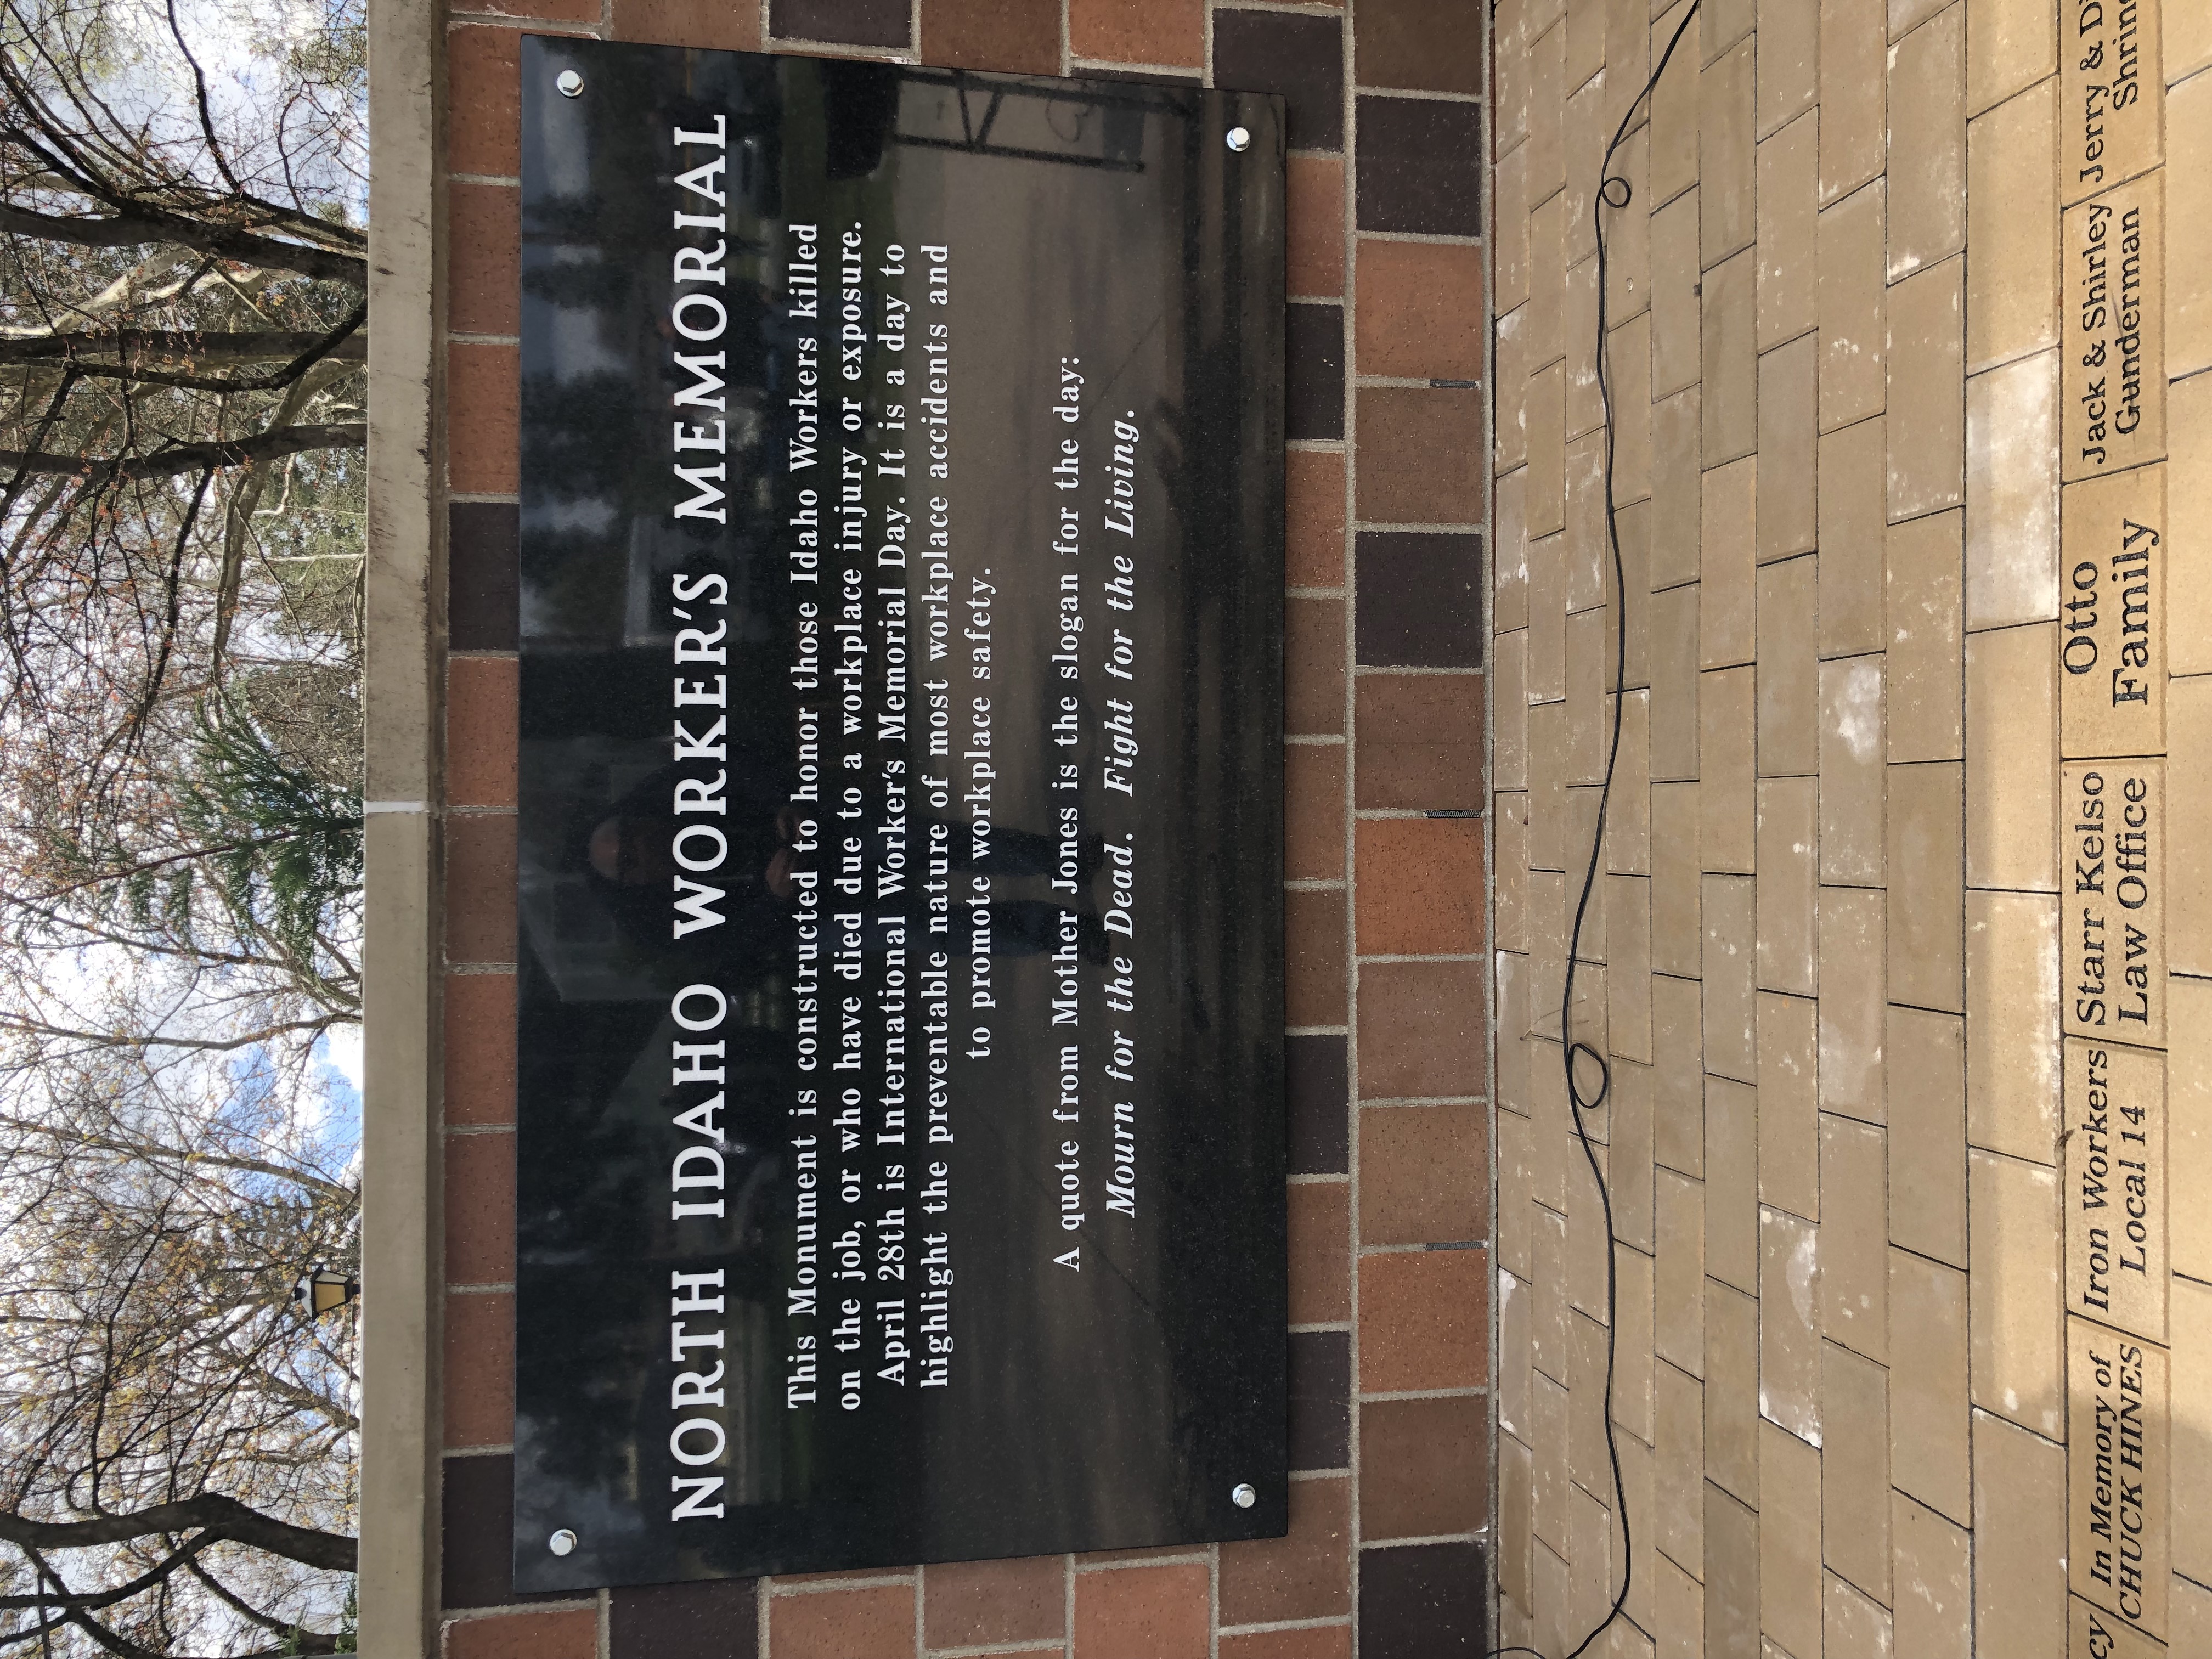 NORTH IDAHO WORKER'S MEMORIAL
This Monument is constructed to honor those Idaho Workers killed
on the job, or who have died due to a workplace injury or exposure.
April 28th is International Worker's Memorial Day. It is a day to
highlight the preventable nature of most workplace accidents and
to promote workplace safety.
A quote from Mother Jones is the slogan for the day:
Mourn for the Dead. Fight for the Living.
In Memory of
CHUCK HINES
Iron Workers
Local 14
Starr Kelso
Law Office
Otto
Family
Jack & Shirley
Gunderman
Jerry &